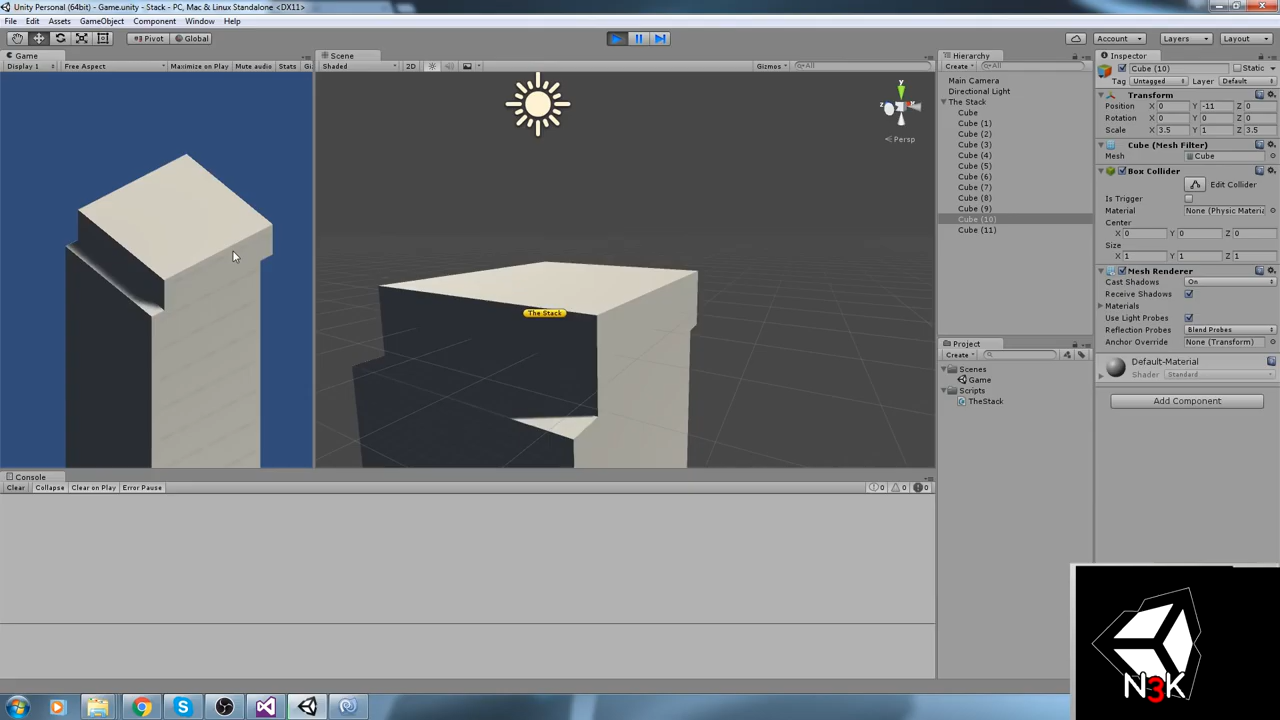 Unity Personal (64bit) - Game.unity - Stack - PC, Mac & Linux Standalone <DX11>
File Edit Assets GameObject Component Window Help
Pivot Global Account Layers Layout
Game
Display 1 Free Aspect Maximize on Play Mute audio Stats Gi
Scene
Shaded 2D Gizmos All
y
z x
Persp
The Stack
Hierarchy
Create All
Main Camera
Directional Light
The Stack
Cube
Cube (1)
Cube (2)
Cube (3)
Cube (4)
Cube (5)
Cube (6)
Cube (7)
Cube (8)
Cube (9)
Cube (10)
Cube (11)
Project
Create
Scenes
Game
Scripts
TheStack
Inspector
Cube (10) Static
Tag Untagged Layer Default
Transform
Position X 0 Y -11 Z 0
Rotation X 0 Y 0 Z 0
Scale X 3.5 Y 1 Z 3.5
Cube (Mesh Filter)
Mesh Cube
Box Collider
Edit Collider
Is Trigger
Material None (Physic Materia
Center
X 0 Y 0 Z 0
Size
X 1 Y 1 Z 1
Mesh Renderer
Cast Shadows On
Receive Shadows
Materials
Use Light Probes
Reflection Probes Blend Probes
Anchor Override None (Transform)
Default-Material
Shader Standard
Add Component
Console
Clear Collapse Clear on Play Error Pause 0 0 0
N3K